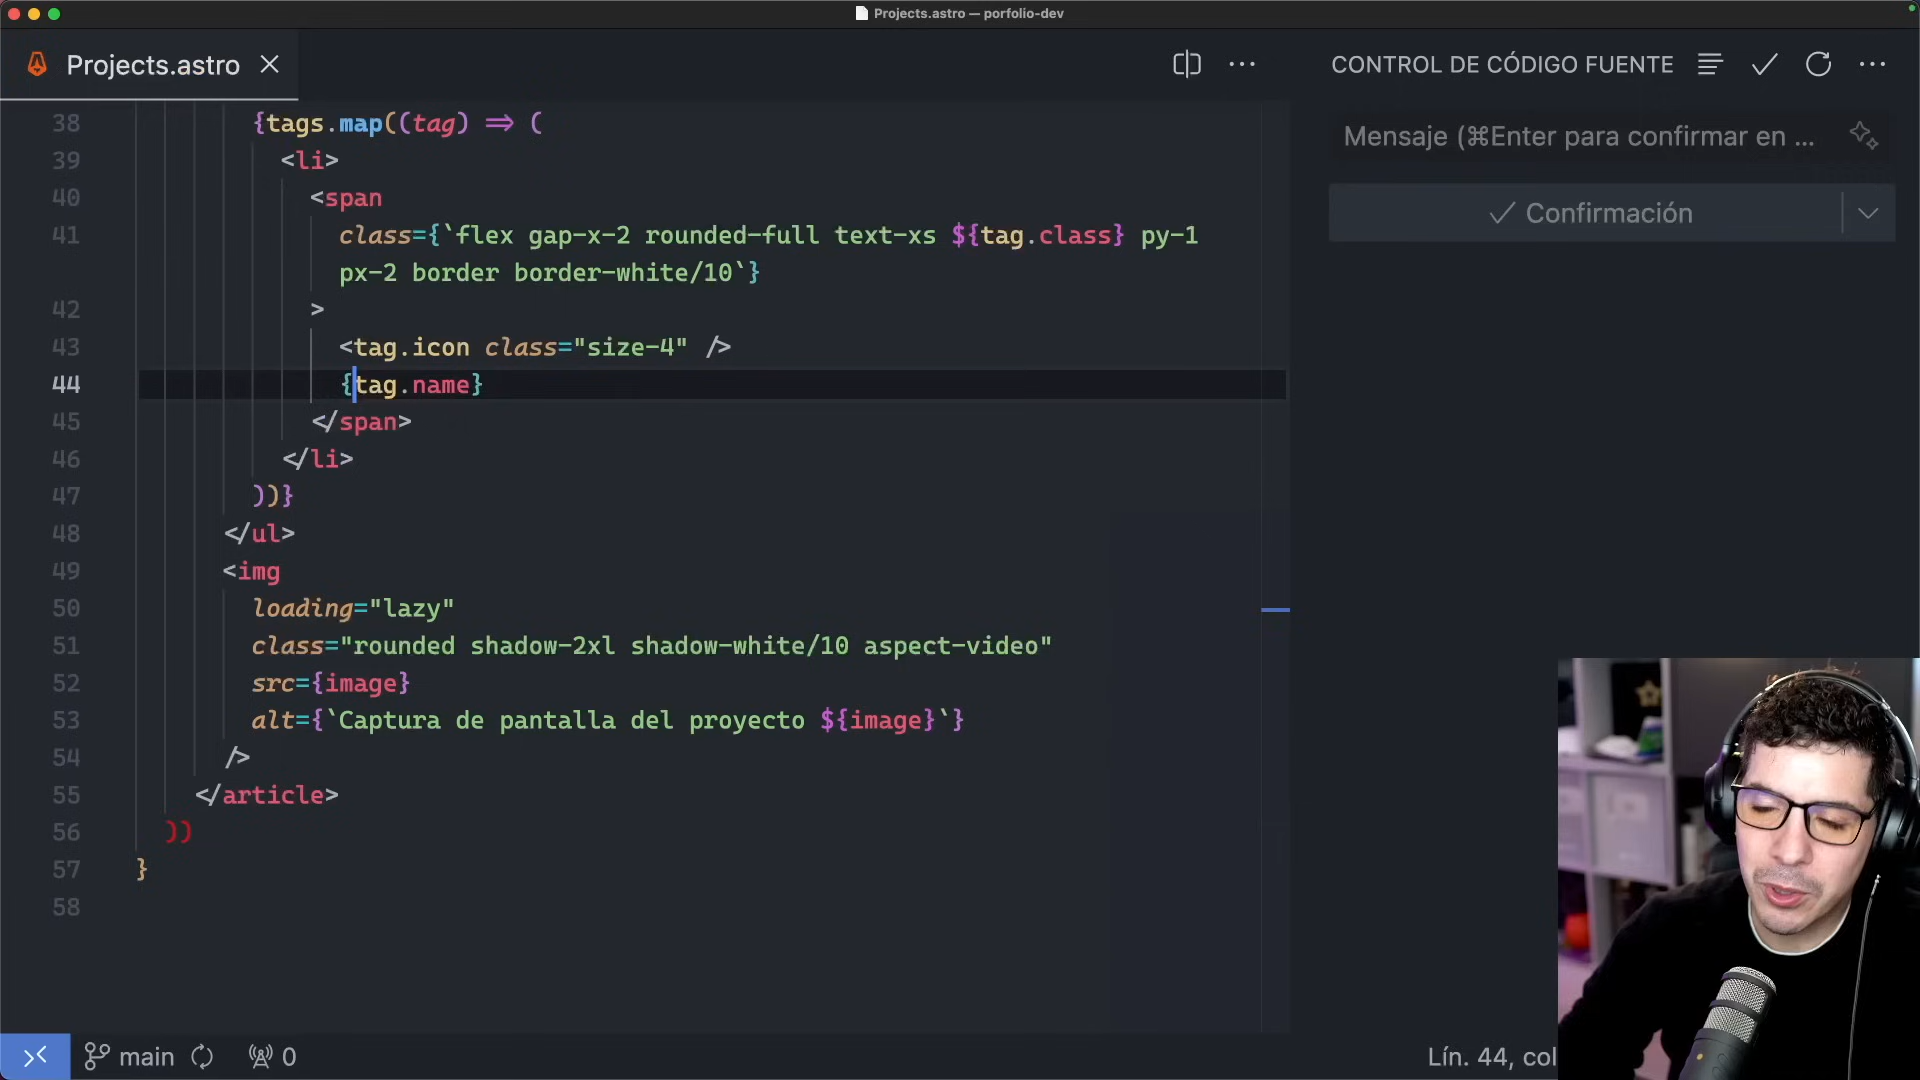 Projects.astro — porfolio-dev
Projects.astro
CONTROL DE CÓDIGO FUENTE
38 {tags.map((tag) => (
39 <li>
40 <span
41 class={`flex gap-x-2 rounded-full text-xs ${tag.class} py-1
px-2 border border-white/10`}
42 >
43 <tag.icon class="size-4" />
44 {tag.name}
45 </span>
46 </li>
47 ))}
48 </ul>
49 <img
50 loading="lazy"
51 class="rounded shadow-2xl shadow-white/10 aspect-video"
52 src={image}
53 alt={`Captura de pantalla del proyecto ${image}`}
54 />
55 </article>
56 ))
57 }
58
Mensaje (⌘Enter para confirmar en ...
Confirmación
main
0
Lín. 44, col